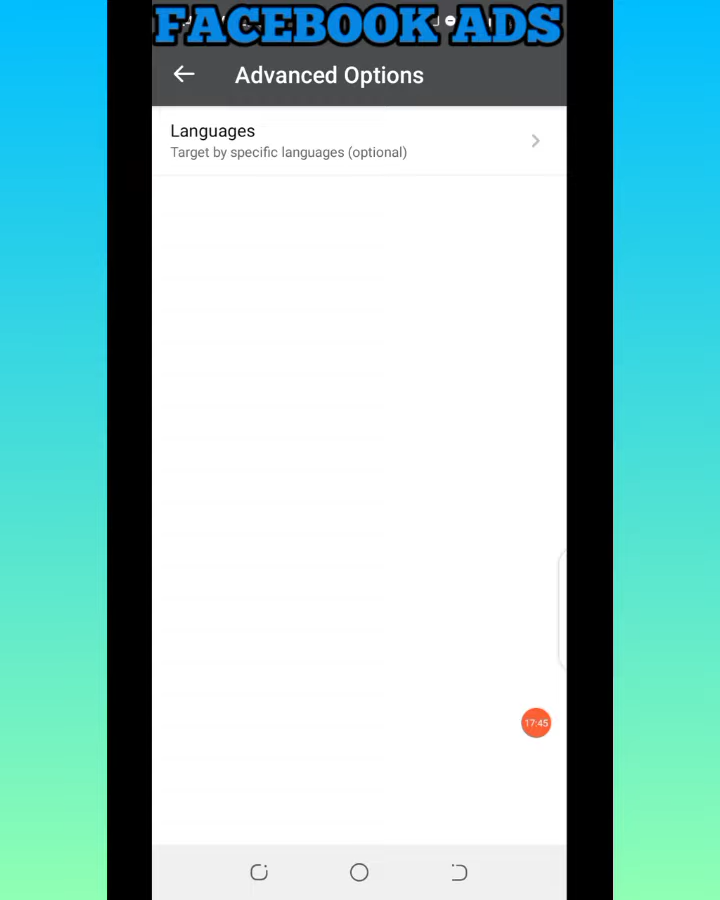 FACEBOOK ADS
Advanced Options
Languages
Target by specific languages (optional)
17:45